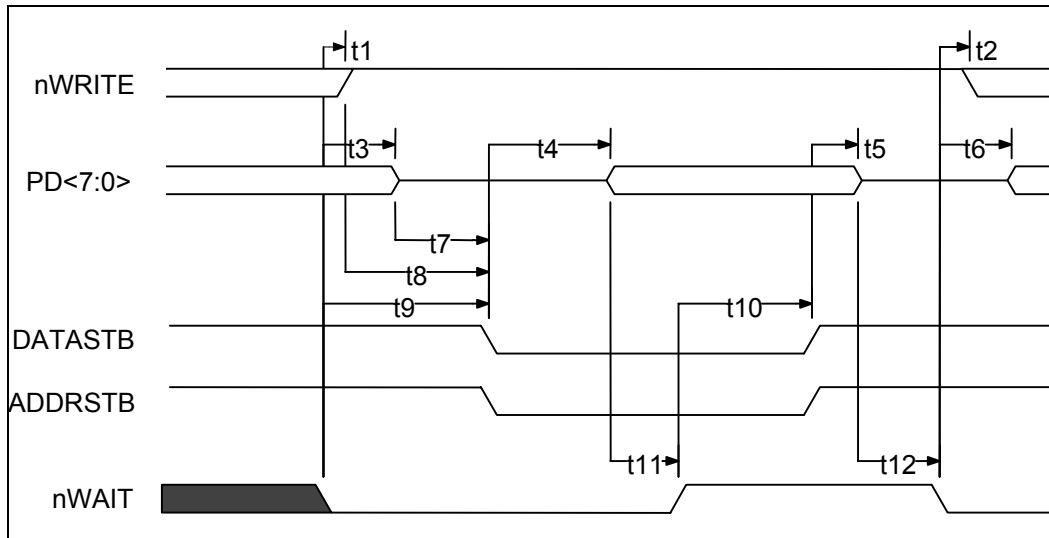 t1
t2
nWRITE
t3
t4
t5
t6
PD<7:0>
t7
t8
t9
t10
DATASTB
ADDRSTB
t11
t12
nWAIT